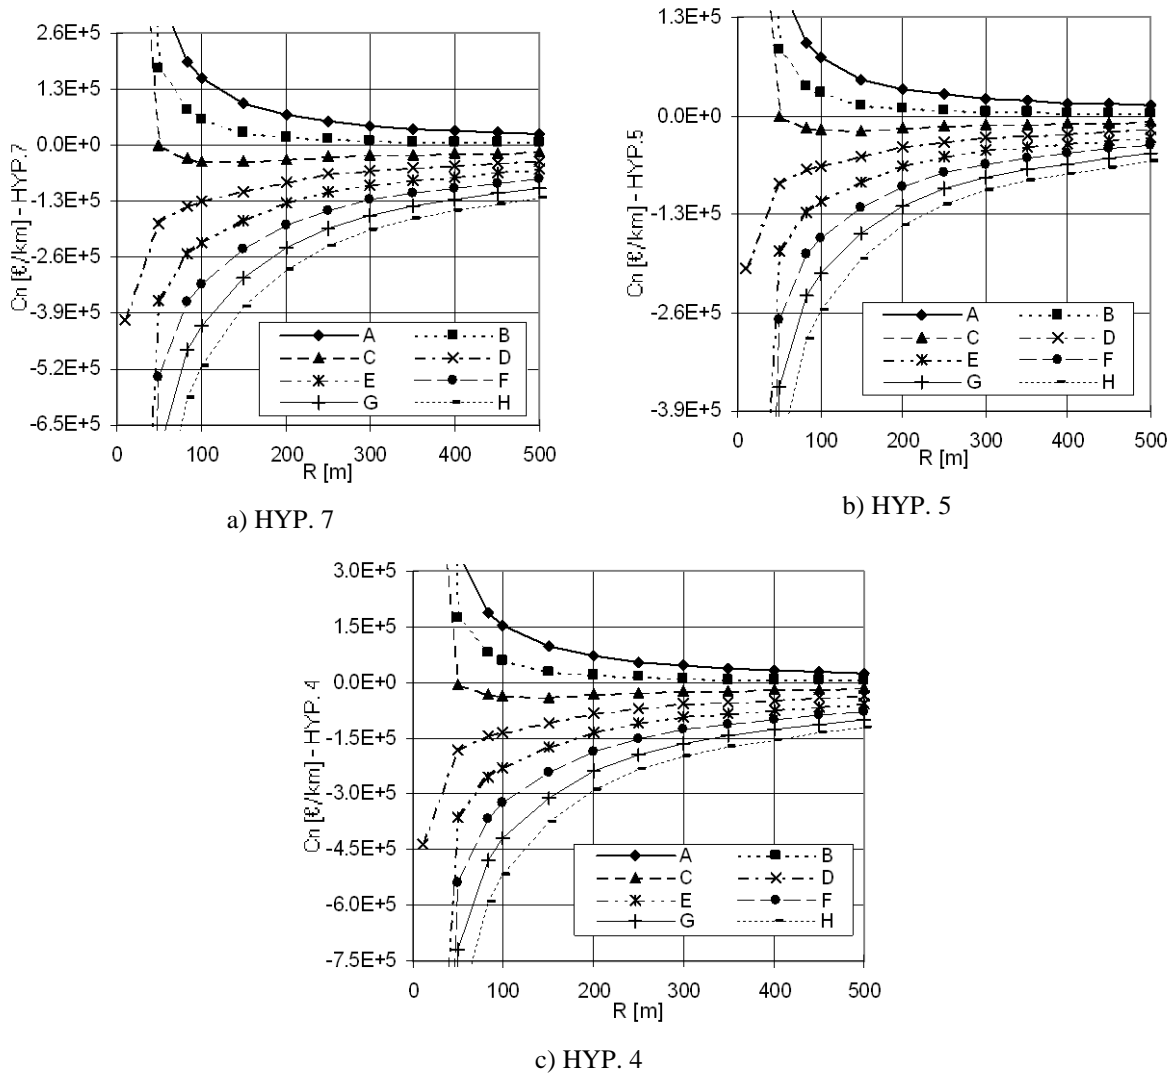 2.6E+5
1.3E+5
0.0E+0
-1.3E+5
-2.6E+5
-3.9E+5
-5.2E+5
-6.5E+5
Cn [€/km] - HYP.7
A B
C D
E F
G H
0 100 200 300 400 500
R [m]
a) HYP. 7
1.3E+5
0.0E+0
-1.3E+5
-2.6E+5
-3.9E+5
Cn [€/km] - HYP.5
A B
C D
E F
G H
0 100 200 300 400 500
R [m]
b) HYP. 5
3.0E+5
1.5E+5
0.0E+0
-1.5E+5
-3.0E+5
-4.5E+5
-6.0E+5
-7.5E+5
Cn [€/km] - HYP. 4
A B
C D
E F
G H
0 100 200 300 400 500
R [m]
c) HYP. 4